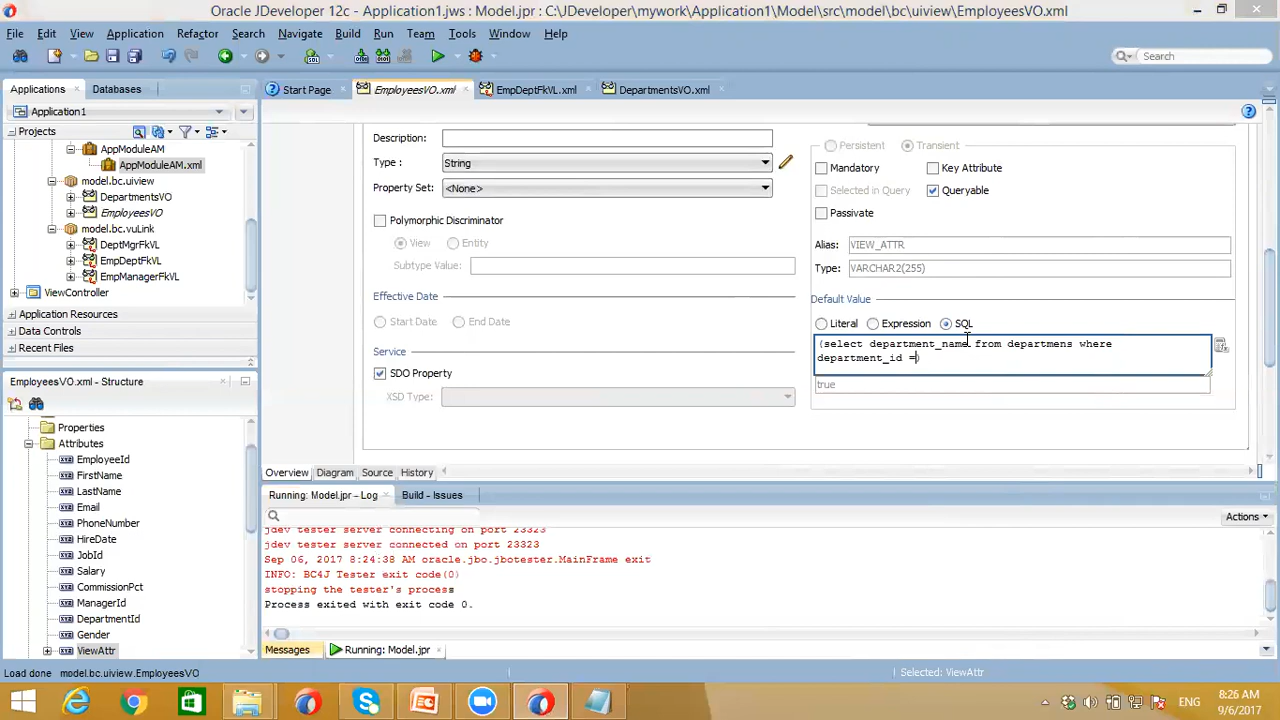 Oracle JDeveloper 12c - Application1.jws : Model.jpr : C:\JDeveloper\mywork\Application1\Model\src\model\bc\uiview\EmployeesVO.xml
File Edit View Application Refactor Search Navigate Build Run Team Tools Window Help
Search
Applications Databases
Start Page EmployeesVO.xml EmpDeptFkVL.xml DepartmentsVO.xml
Application1
Projects
AppModuleAM
AppModuleAM.xml
model.bc.uiview
DepartmentsVO
EmployeesVO
model.bc.vuLink
DeptMgrFkVL
EmpDeptFkVL
EmpManagerFkVL
ViewController
Application Resources
Data Controls
Recent Files
EmployeesVO.xml - Structure
Properties
Attributes
EmployeeId
FirstName
LastName
Email
PhoneNumber
HireDate
JobId
Salary
CommissionPct
ManagerId
DepartmentId
Gender
ViewAttr
Description:
Type : String
Property Set: <None>
Polymorphic Discriminator
View Entity
Subtype Value:
Effective Date
Start Date End Date
Service
SDO Property
XSD Type:
Persistent Transient
Mandatory Key Attribute
Selected in Query Queryable
Passivate
Alias: VIEW_ATTR
Type: VARCHAR2(255)
Default Value
Literal Expression SQL
(select department_name from departmens where
department_id =)
true
Overview Diagram Source History
Running: Model.jpr - Log Build - Issues
Actions
jdev tester server connecting on port 23323
jdev tester server connected on port 23323
Sep 06, 2017 8:24:38 AM oracle.jbo.jbotester.MainFrame exit
INFO: BC4J Tester exit code(0)
stopping the tester's process
Process exited with exit code 0.
Messages Running: Model.jpr
Load done model.bc.uiview.EmployeesVO
Selected: ViewAttr
ENG
8:26 AM
9/6/2017